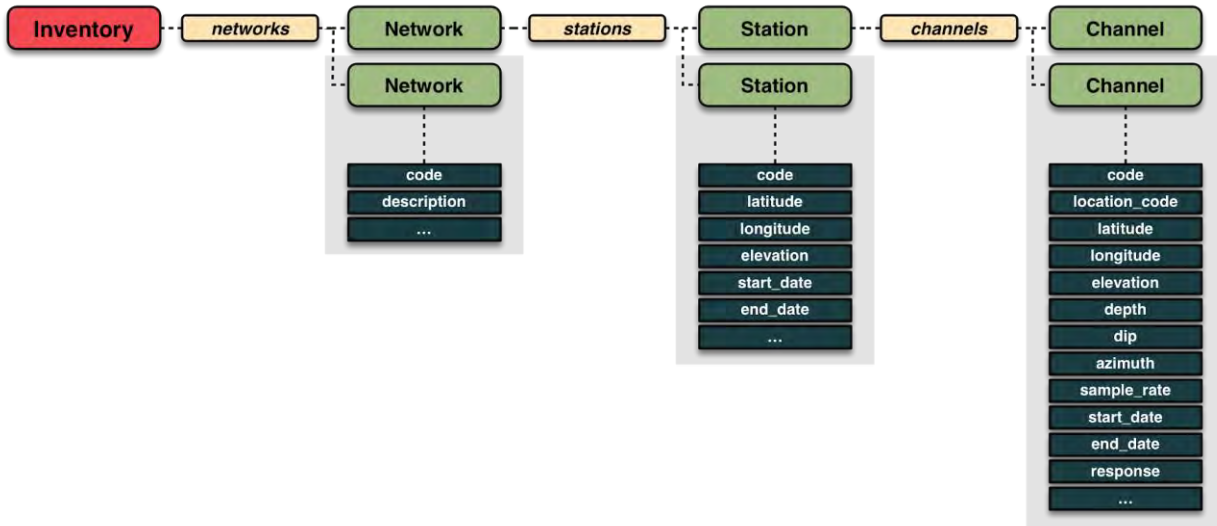 Inventory networks Network stations Station channels Channel
Network Station Channel
code code code
description latitude location_code
... longitude latitude
elevation longitude
start_date elevation
end_date depth
... dip
azimuth
sample_rate
start_date
end_date
response
...